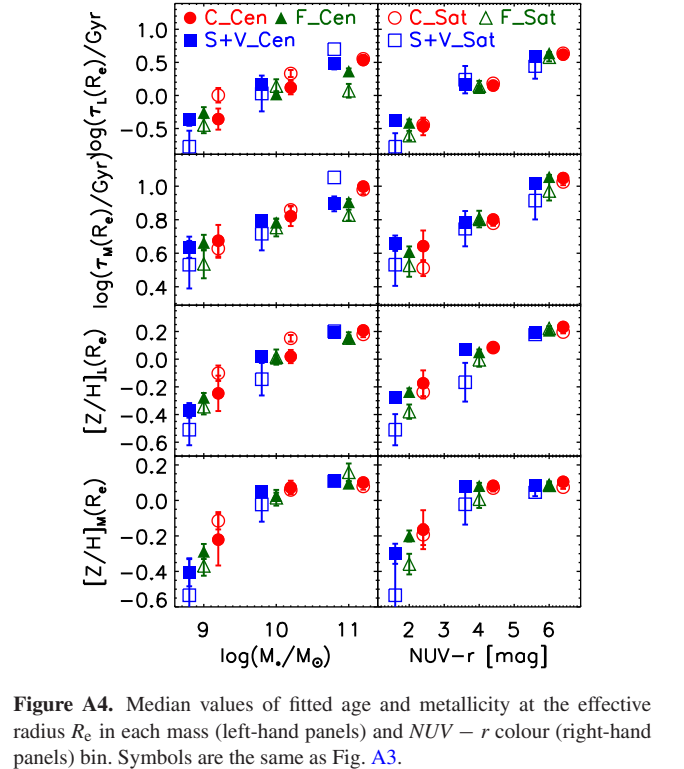 C_Cen F_Cen C_Sat F_Sat
S+V_Cen S+V_Sat
log(τL(Re)/Gyr)
1.0
0.5
0.0
−0.5
log(τM(Re)/Gyr)
1.0
0.8
0.6
0.4
[Z/H]L(Re)
0.2
0.0
−0.2
−0.4
−0.6
[Z/H]M(Re)
0.2
0.0
−0.2
−0.4
−0.6
9 10 11 2 3 4 5 6
log(M*/M⊙) NUV−r [mag]
Figure A4. Median values of fitted age and metallicity at the effective
radius Re in each mass (left-hand panels) and NUV − r colour (right-hand
panels) bin. Symbols are the same as Fig. A3.